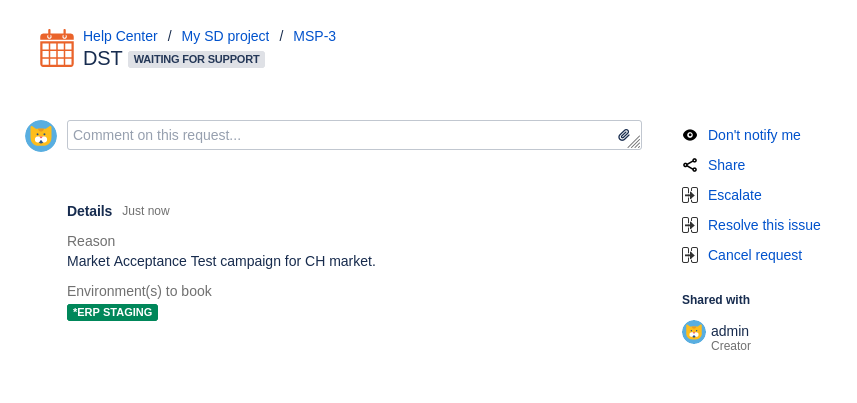 Help Center / My SD project / MSP-3
DST WAITING FOR SUPPORT
Comment on this request...
Don't notify me
Share
Escalate
Resolve this issue
Cancel request
Details Just now
Reason
Market Acceptance Test campaign for CH market.
Environment(s) to book
*ERP STAGING
Shared with
admin
Creator